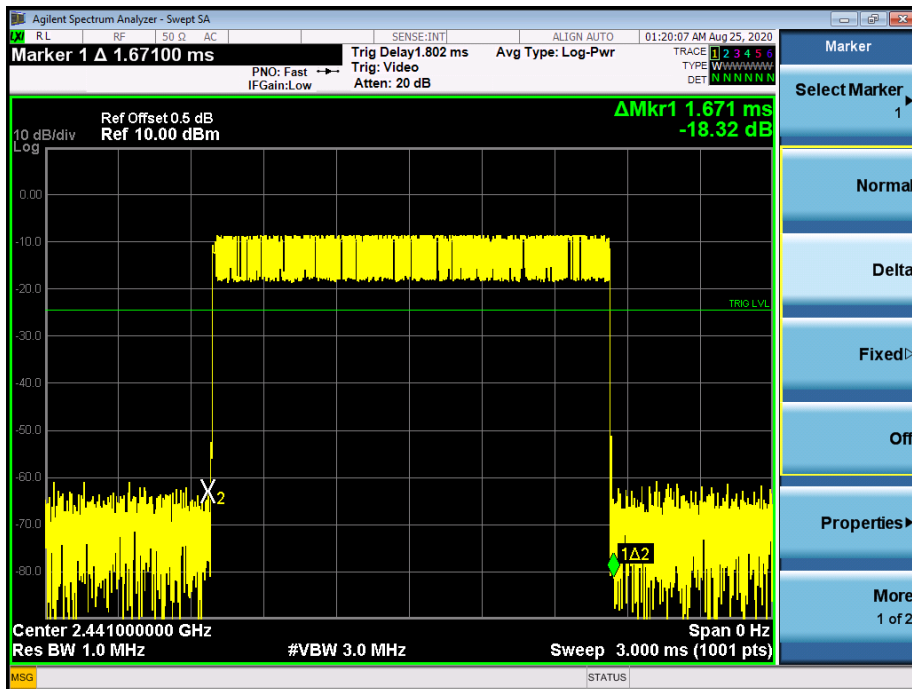 Agilent Spectrum Analyzer - Swept SA
LXI RL RF 50 Ω AC SENSE:INT ALIGN AUTO 01:20:07 AM Aug 25, 2020
Marker 1 Δ 1.67100 ms
PNO: Fast
IFGain:Low
Trig Delay1.802 ms
Trig: Video
Atten: 20 dB
Avg Type: Log-Pwr
TRACE 1 2 3 4 5 6
TYPE WWWWWW
DET N N N N N N
ΔMkr1 1.671 ms
-18.32 dB
Ref Offset 0.5 dB
10 dB/div Ref 10.00 dBm
Log
0.00
-10.0
-20.0
TRIG LVL
-30.0
-40.0
-50.0
-60.0
2
-70.0
1Δ2
-80.0
Center 2.441000000 GHz Span 0 Hz
Res BW 1.0 MHz #VBW 3.0 MHz Sweep 3.000 ms (1001 pts)
MSG STATUS
Marker
Select Marker
1
Normal
Delta
Fixed
Off
Properties
More
1 of 2